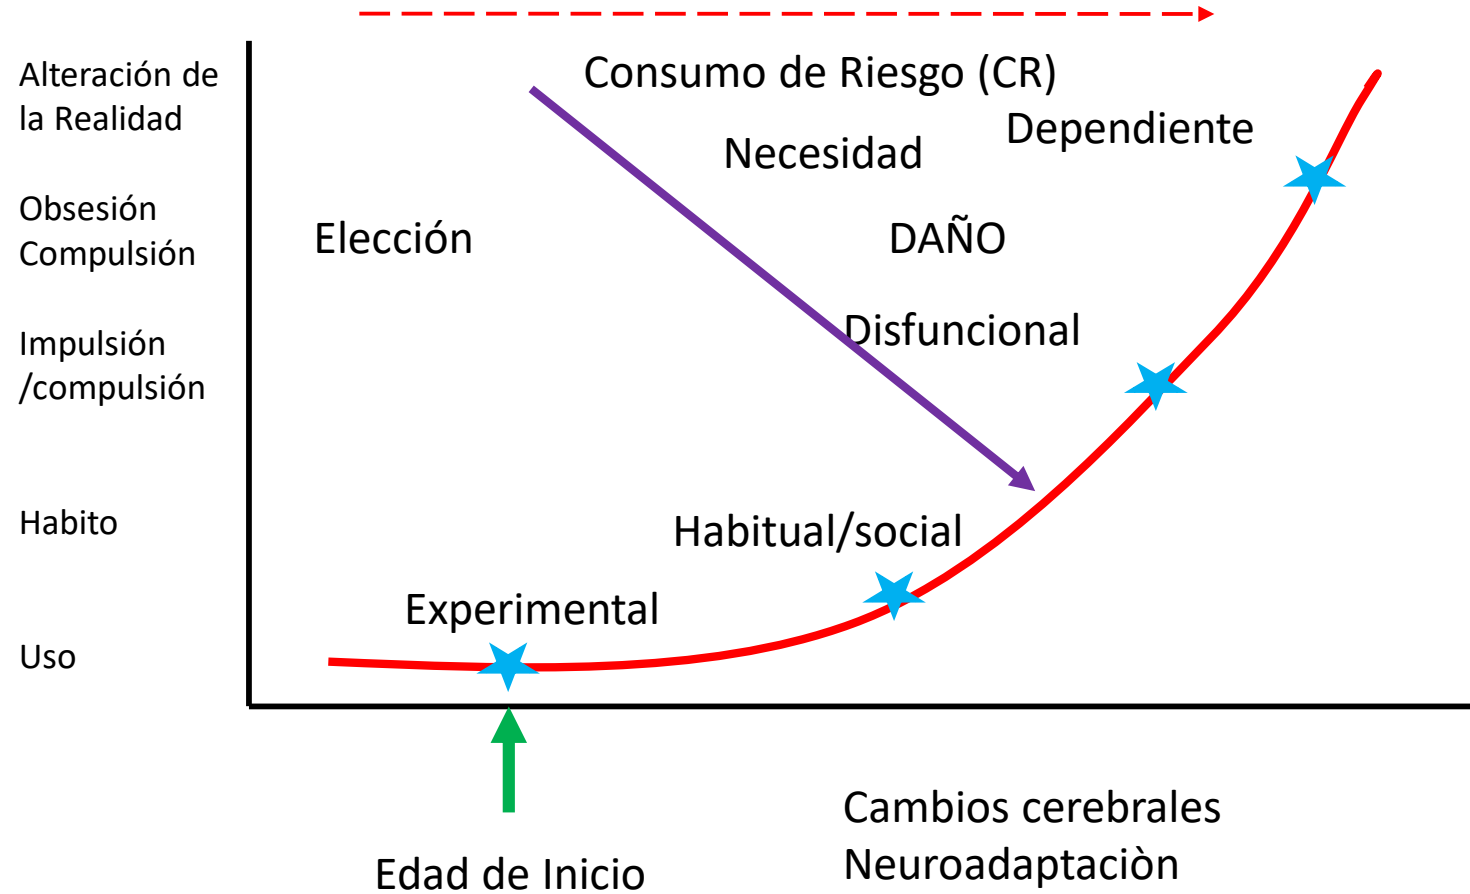 Alteración de
la Realidad
Consumo de Riesgo (CR)
Dependiente
Necesidad
Obsesión
Compulsión
Elección
DAÑO
Impulsión
/compulsión
Disfuncional
Habito
Habitual/social
Experimental
Uso
Edad de Inicio
Cambios cerebrales
Neuroadaptaciòn